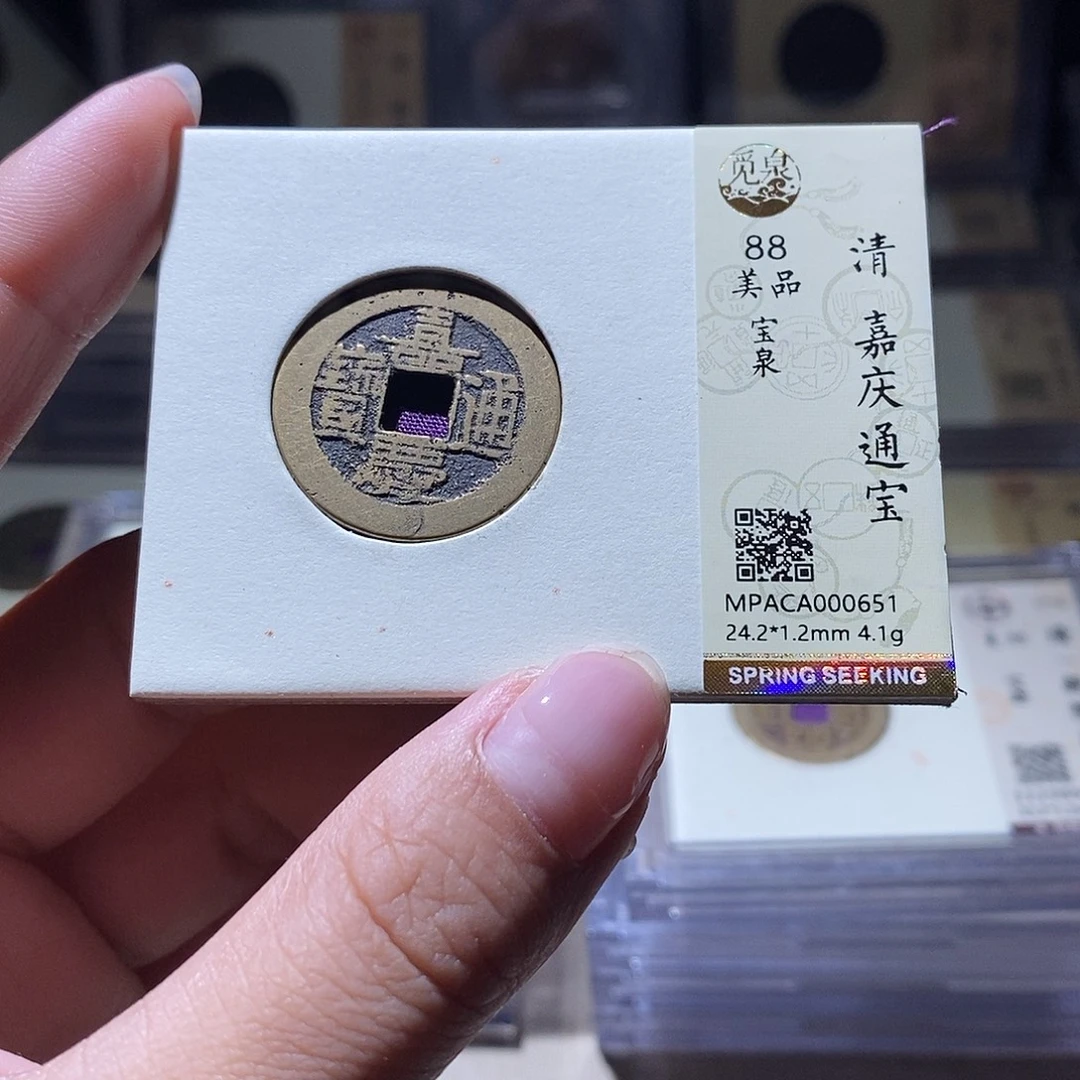 嘉慶通寶
觅泉
88
美品
宝泉
清 嘉庆通宝
MPACA000651
24.2*1.2mm 4.1g
SPRING SEEKING